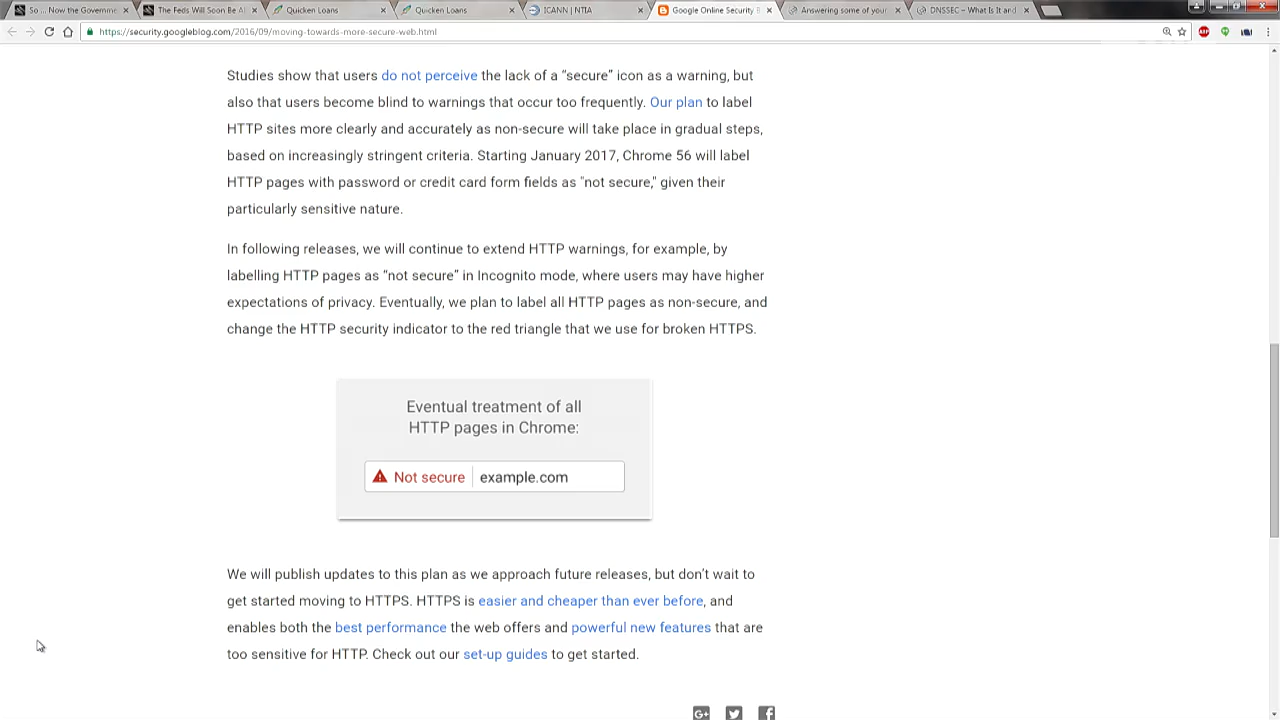 So ... Now the Governme
The Feds Will Soon Be Al
Quicken Loans
Quicken Loans
ICANN | NTIA
Google Online Security B
Answering some of your
DNSSEC – What Is It and
https://security.googleblog.com/2016/09/moving-towards-more-secure-web.html
Studies show that users do not perceive the lack of a “secure” icon as a warning, but
also that users become blind to warnings that occur too frequently. Our plan to label
HTTP sites more clearly and accurately as non-secure will take place in gradual steps,
based on increasingly stringent criteria. Starting January 2017, Chrome 56 will label
HTTP pages with password or credit card form fields as "not secure," given their
particularly sensitive nature.
In following releases, we will continue to extend HTTP warnings, for example, by
labelling HTTP pages as “not secure” in Incognito mode, where users may have higher
expectations of privacy. Eventually, we plan to label all HTTP pages as non-secure, and
change the HTTP security indicator to the red triangle that we use for broken HTTPS.
Eventual treatment of all
HTTP pages in Chrome:
Not secure example.com
We will publish updates to this plan as we approach future releases, but don’t wait to
get started moving to HTTPS. HTTPS is easier and cheaper than ever before, and
enables both the best performance the web offers and powerful new features that are
too sensitive for HTTP. Check out our set-up guides to get started.